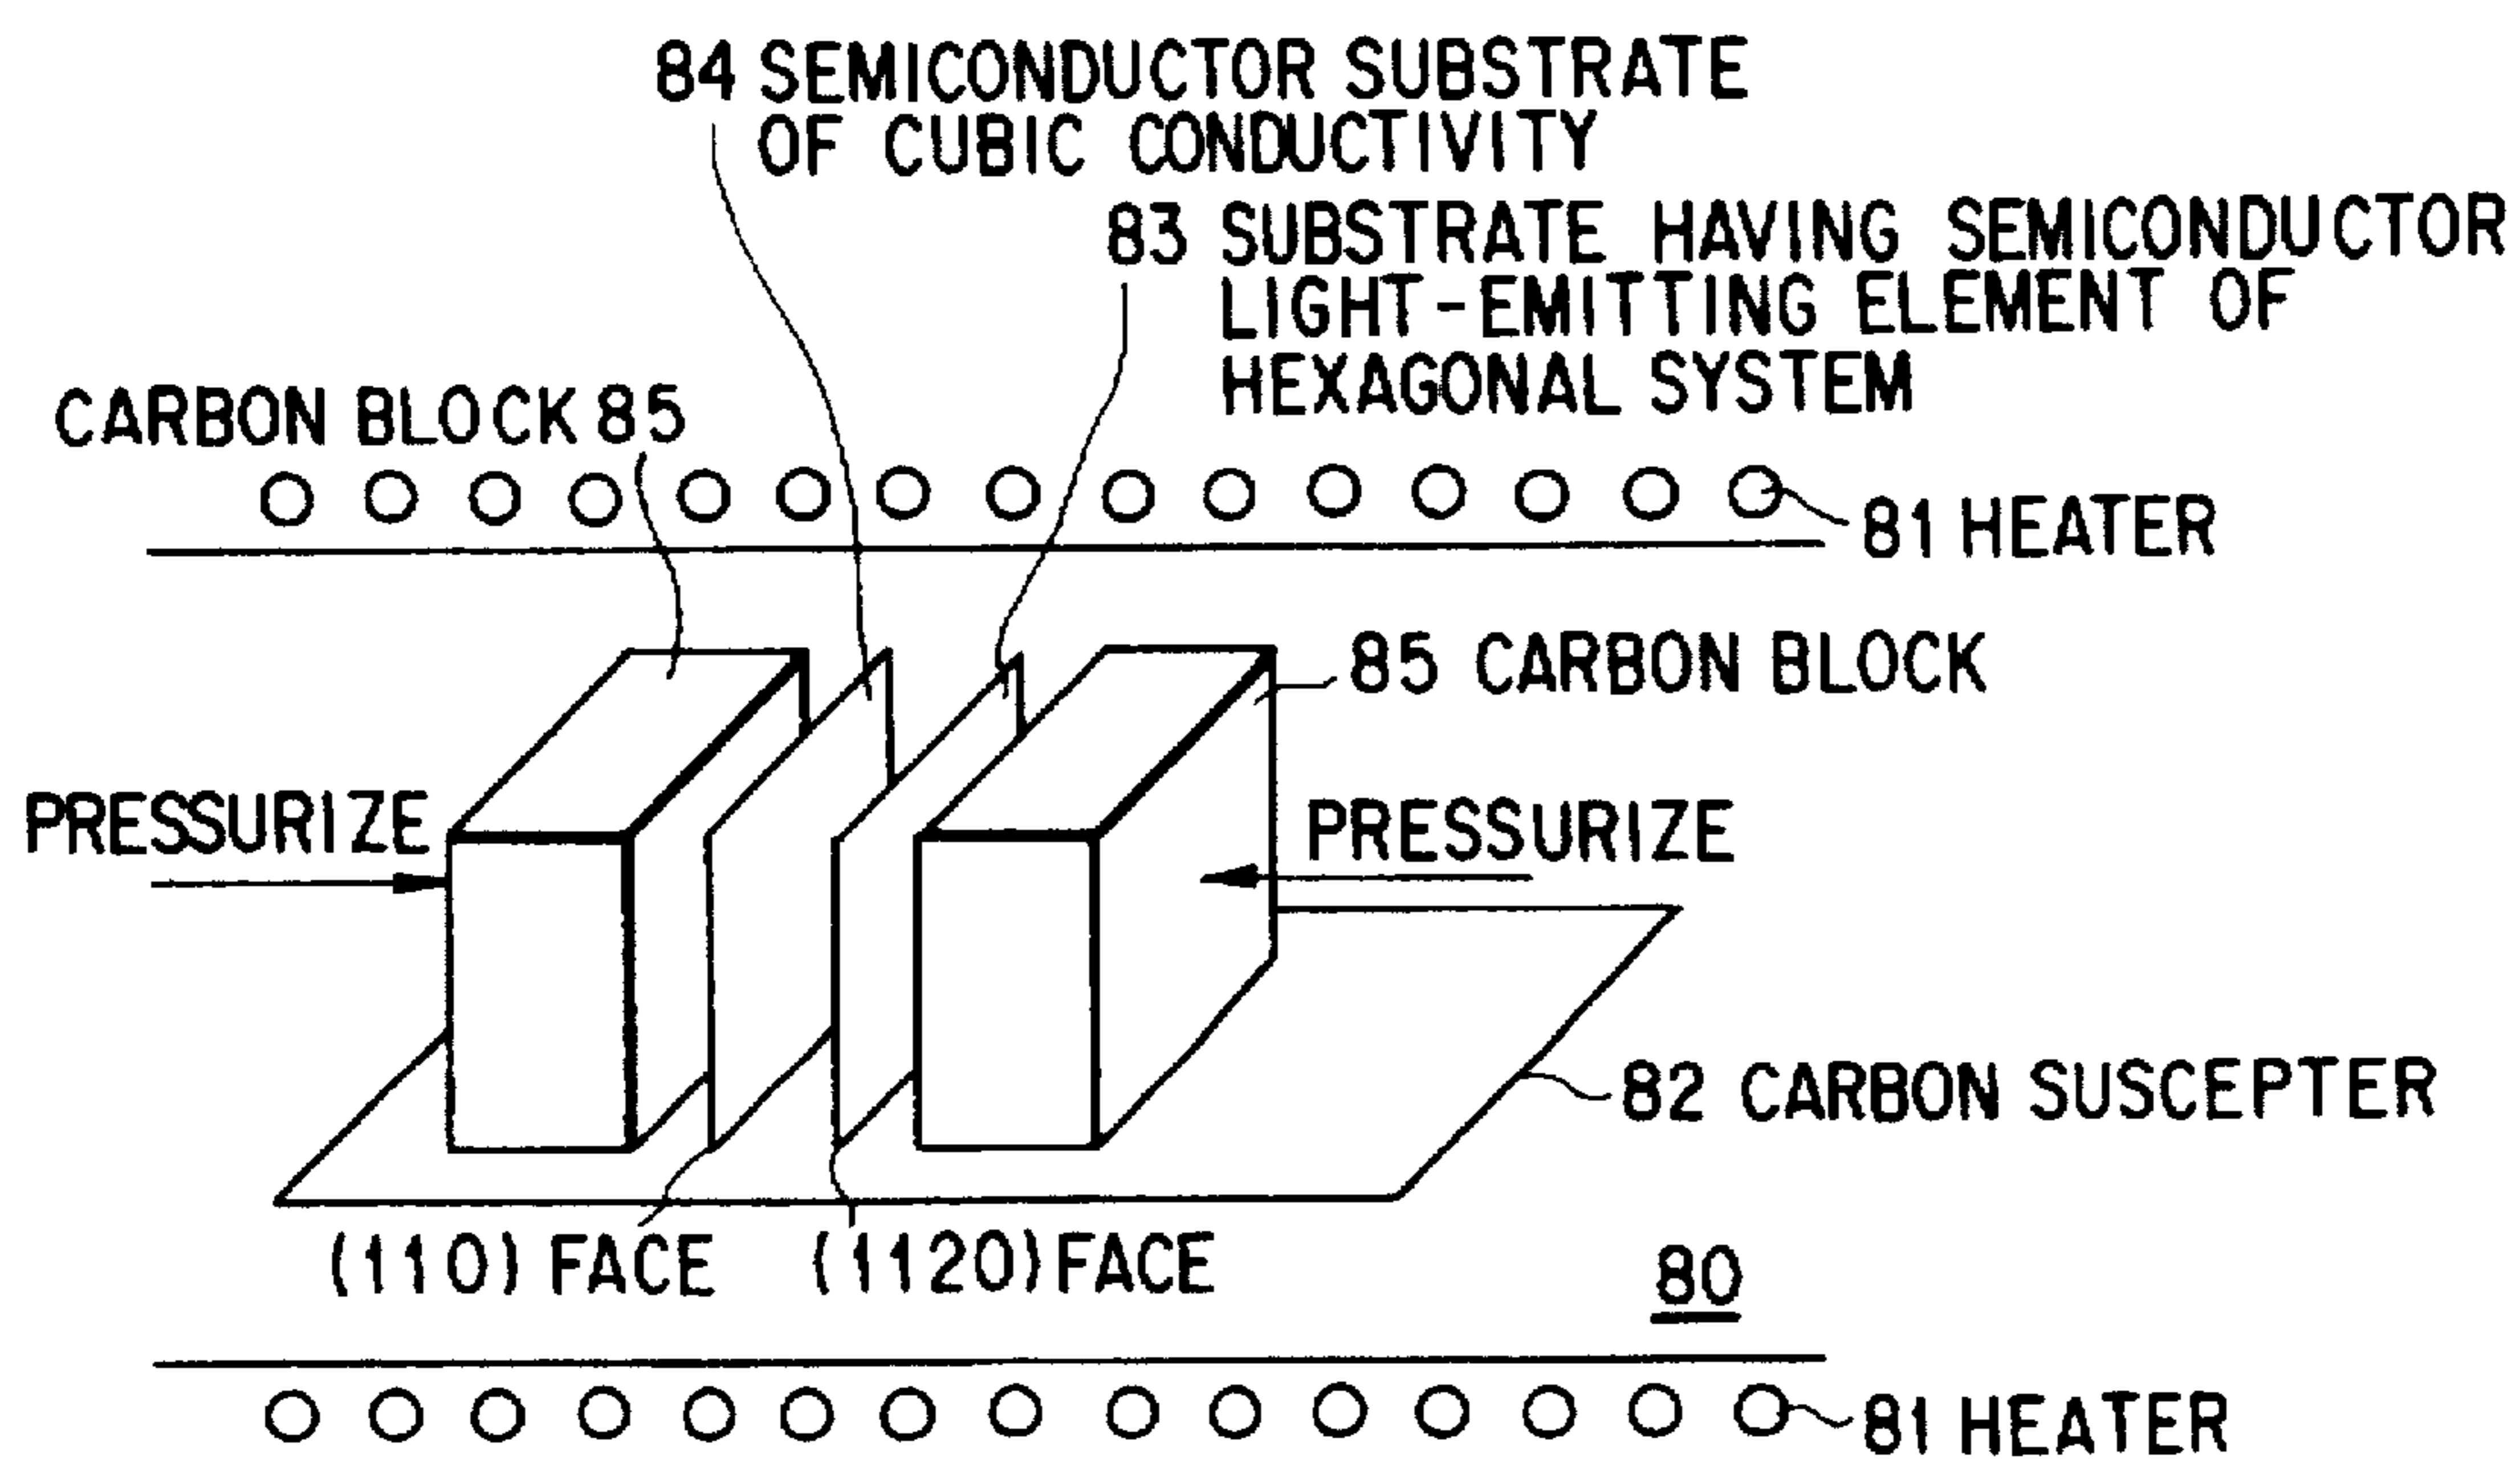 84 SEMICONDUCTOR SUBSTRATE
OF CUBIC CONDUCTIVITY
83 SUBSTRATE HAVING SEMICONDUCTOR
LIGHT-EMITTING ELEMENT OF
HEXAGONAL SYSTEM
CARBON BLOCK 85
81 HEATER
85 CARBON BLOCK
PRESSURIZE
PRESSURIZE
82 CARBON SUSCEPTER
(110) FACE
(1120) FACE
80
81 HEATER